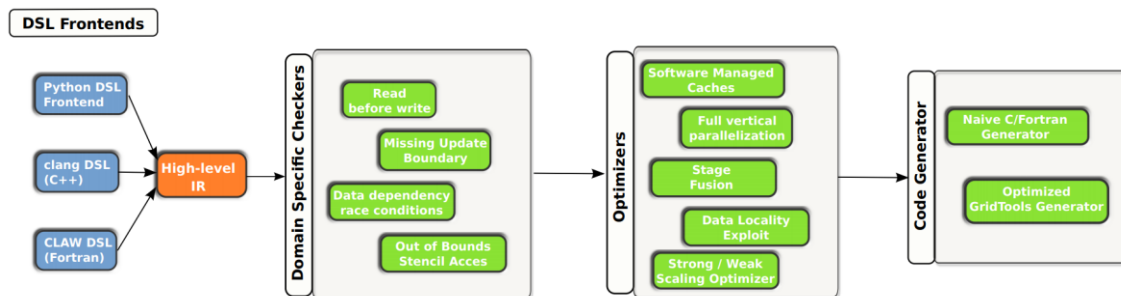 DSL Frontends
Python DSL
Frontend
clang DSL
(C++)
CLAW DSL
(Fortran)
High-level
IR
Domain Specific Checkers
Read
before write
Missing Update
Boundary
Data dependency
race conditions
Out of Bounds
Stencil Acces
Optimizers
Software Managed
Caches
Full vertical
parallelization
Stage
Fusion
Data Locality
Exploit
Strong / Weak
Scaling Optimizer
Code Generator
Naive C/Fortran
Generator
Optimized
GridTools Generator